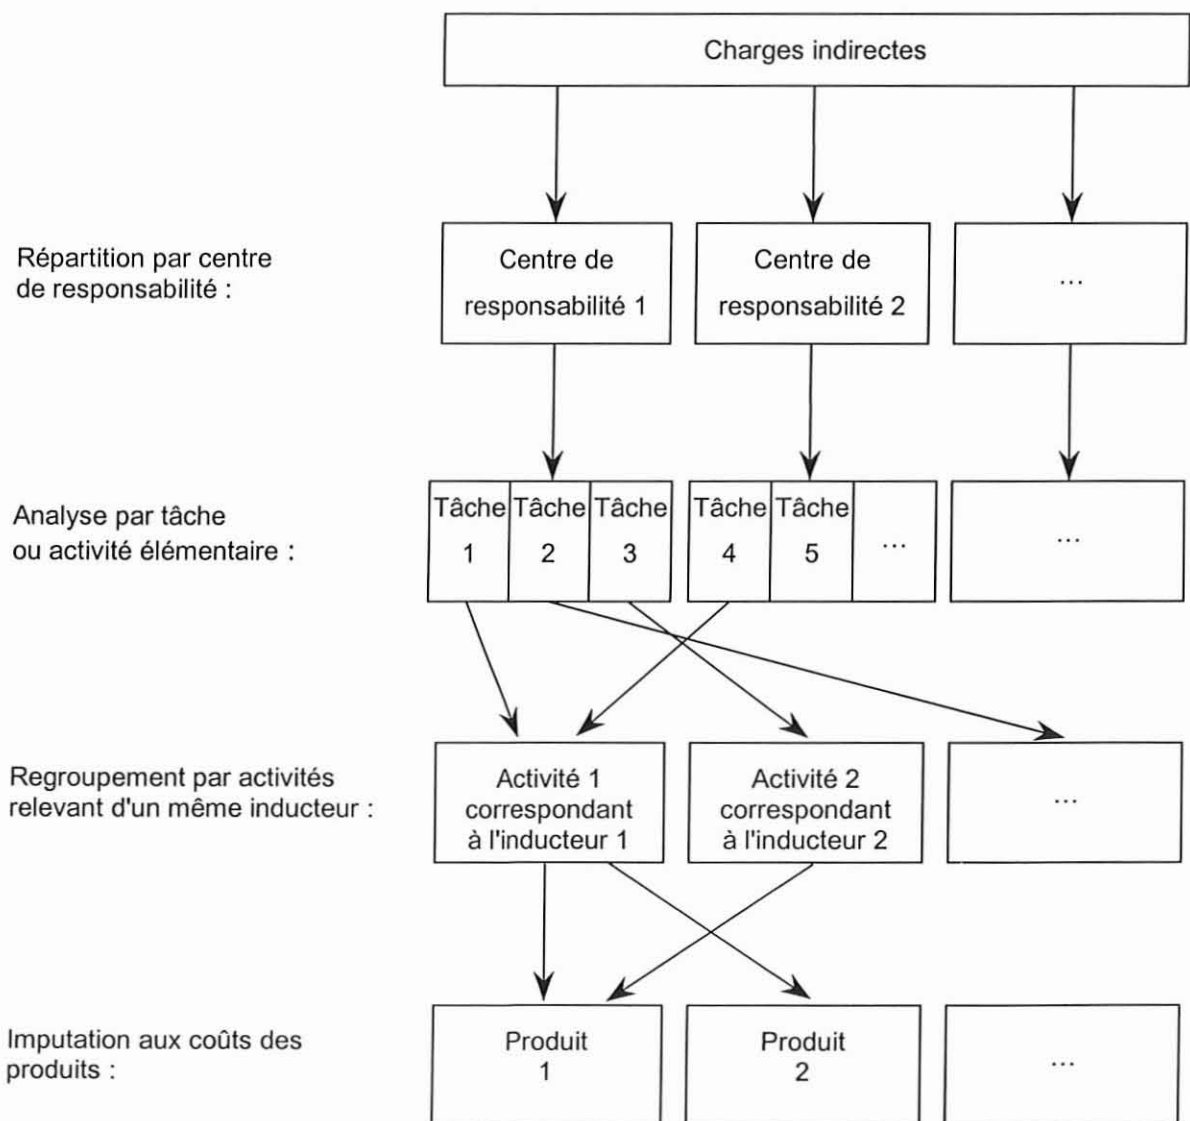 Charges indirectes
Répartition par centre
de responsabilité :
Centre de
responsabilité 1
Centre de
responsabilité 2
...
Analyse par tâche
ou activité élémentaire :
Tâche
1
Tâche
2
Tâche
3
Tâche
4
Tâche
5
...
...
Regroupement par activités
relevant d'un même inducteur :
Activité 1
correspondant
à l'inducteur 1
Activité 2
correspondant
à l'inducteur 2
...
Imputation aux coûts des
produits :
Produit
1
Produit
2
...